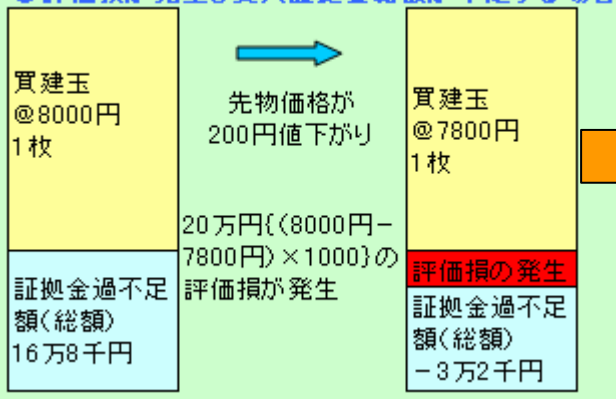 買建玉
@8000円
1枚
先物価格が
200円値下がり
20万円{(8000円－
7800円)×1000}の
評価損が発生
証拠金過不足
額(総額)
16万8千円
買建玉
@7800円
1枚
評価損の発生
証拠金過不足
額(総額)
－3万2千円